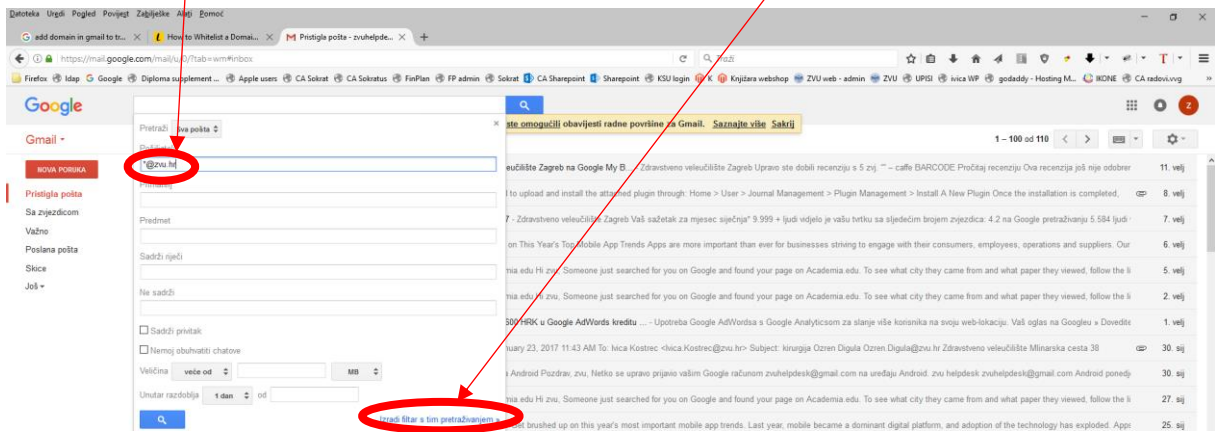 Datoteka Uredi Pogled Povijest Zabilješke Alati Pomoć
add domain in gmail to tr... × How to Whitelist a Domai... × Pristigla pošta - zvuhelpde... × +
https://mail.google.com/mail/u/0/?tab=wm#inbox
Firefox ldap Google Diploma supplement ... Apple users CA Sokrat CA Sokratus FinPlan FP admin Sokrat CA Sharepoint Sharepoint KSU login K Knjižara webshop ZVU web - admin ZVU UPISI ivica WP godaddy - Hosting M... IKONE CA radovi.vvg »
Google
Z
Pretraži Sva pošta ×
ste omogućili obavijesti radne površine za Gmail. Saznajte više Sakrij
Gmail
1 – 100 od 110 < >
NOVA PORUKA
*@zvu.hr
eleučilište Zagreb na Google My B... - Zdravstveno veleučilište Zagreb Upravo ste dobili recenziju s 5 zvj. "" – caffe BARCODE Pročitaj recenziju Ova recenzija još nije odobrer 11. velj
Pristigla pošta
l to upload and install the attached plugin through: Home > User > Journal Management > Plugin Management > Install A New Plugin Once the installation is completed, 8. velj
Sa zvjezdicom
Važno
Predmet
7 - Zdravstveno veleučilište Zagreb Vaš sažetak za mjesec siječnja* 9.999 + ljudi vidjelo je vašu tvrtku sa sljedećim brojem zvjezdica: 4.2 na Google pretraživanju 5.584 ljudi 7. velj
Poslana pošta
on This Year's Top Mobile App Trends Apps are more important than ever for businesses striving to engage with their consumers, employees, operations and suppliers. Our 6. velj
Sadrži riječi
Skice
mia.edu Hi zvu, Someone just searched for you on Google and found your page on Academia.edu. To see what city they came from and what paper they viewed, follow the li 5. velj
Još
Ne sadrži
mia.edu Hi zvu, Someone just searched for you on Google and found your page on Academia.edu. To see what city they came from and what paper they viewed, follow the li 2. velj
600 HRK u Google AdWords kreditu ... - Upotreba Google AdWordsa s Google Analyticsom za slanje više korisnika na svoju web-lokaciju. Vaš oglas na Googleu » Dovedite 1. velj
Sadrži privitak
Nemoj obuhvatiti chatove
nuary 23, 2017 11:43 AM To: Ivica Kostrec <Ivica.Kostrec@zvu.hr> Subject: kirurgija Ozren Digula Ozren.Digula@zvu.hr Zdravstveno veleučilište Mlinarska cesta 38 30. sij
Veličina veće od MB
Android Pozdrav, zvu, Netko se upravo prijavio vašim Google računom zvuhelpdesk@gmail.com na uređaju Android. zvu helpdesk zvuhelpdesk@gmail.com Android ponedj 30. sij
Unutar razdoblja 1 dan od
mia.edu Hi zvu, Someone just searched for you on Google and found your page on Academia.edu. To see what city they came from and what paper they viewed, follow the li 27. sij
Izradi filtar s tim pretraživanjem »
Get brushed up on this year's most important mobile app trends. Last year, mobile became a dominant digital platform, and adoption of the technology has exploded. Apps 25. sij